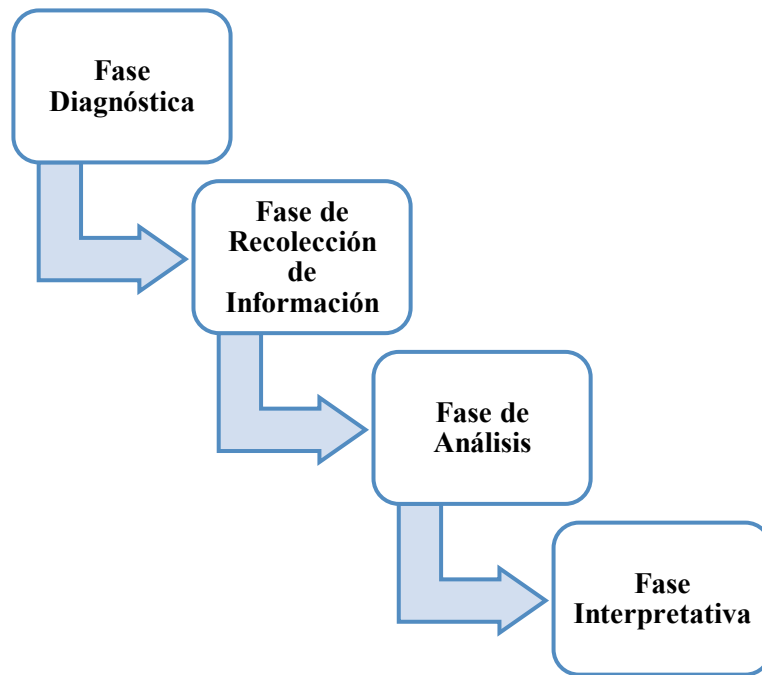 Fase
Diagnóstica
Fase de
Recolección
de
Información
Fase de
Análisis
Fase
Interpretativa